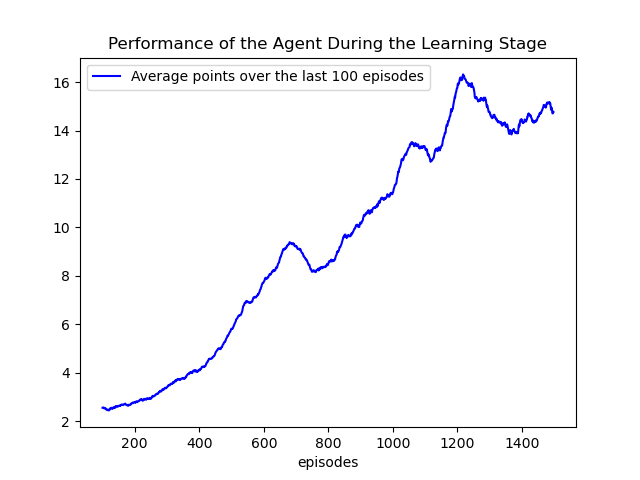 Performance of the Agent During the Learning Stage
Average points over the last 100 episodes
16
14
12
10
8
6
4
2
200 400 600 800 1000 1200 1400
episodes